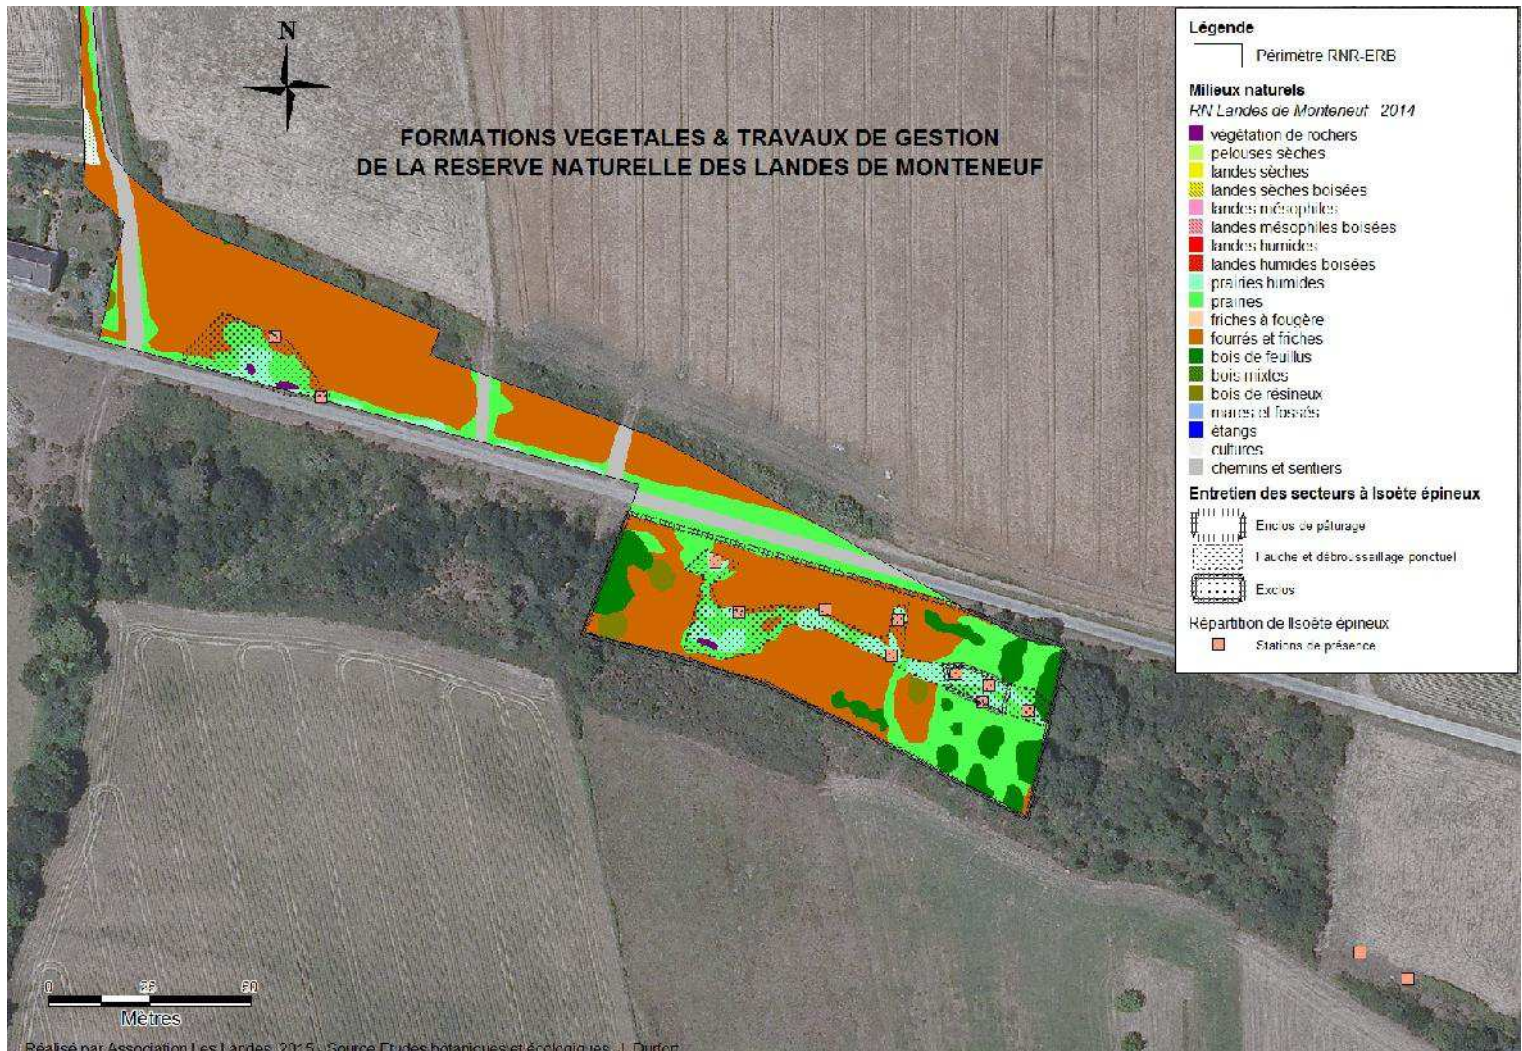 N
FORMATIONS VEGETALES & TRAVAUX DE GESTION
DE LA RESERVE NATURELLE DES LANDES DE MONTENEUF
Légende
Périmètre RNR-ERB
Milieux naturels
RN Landes de Monteneuf 2014
végétation de rochers
pelouses sèches
landes sèches
landes sèches boisées
landes mésophiles
landes mésophiles boisées
landes humides
landes humides boisées
prairies humides
prairies
friches à fougère
fourrés et friches
bois de feuillus
bois mixtes
bois de résineux
mares et fossés
étangs
cultures
chemins et sentiers
Entretien des secteurs à Isoète épineux
Enclos de pâturage
Fauche et débroussaillage ponctuel
Exclos
Répartition de lIsoète épineux
Stations de présence
0 25 50
Mètres
Réalisé par Association Les Landes, 2015 Source Etudes botaniques et écologiques, J. Durfort